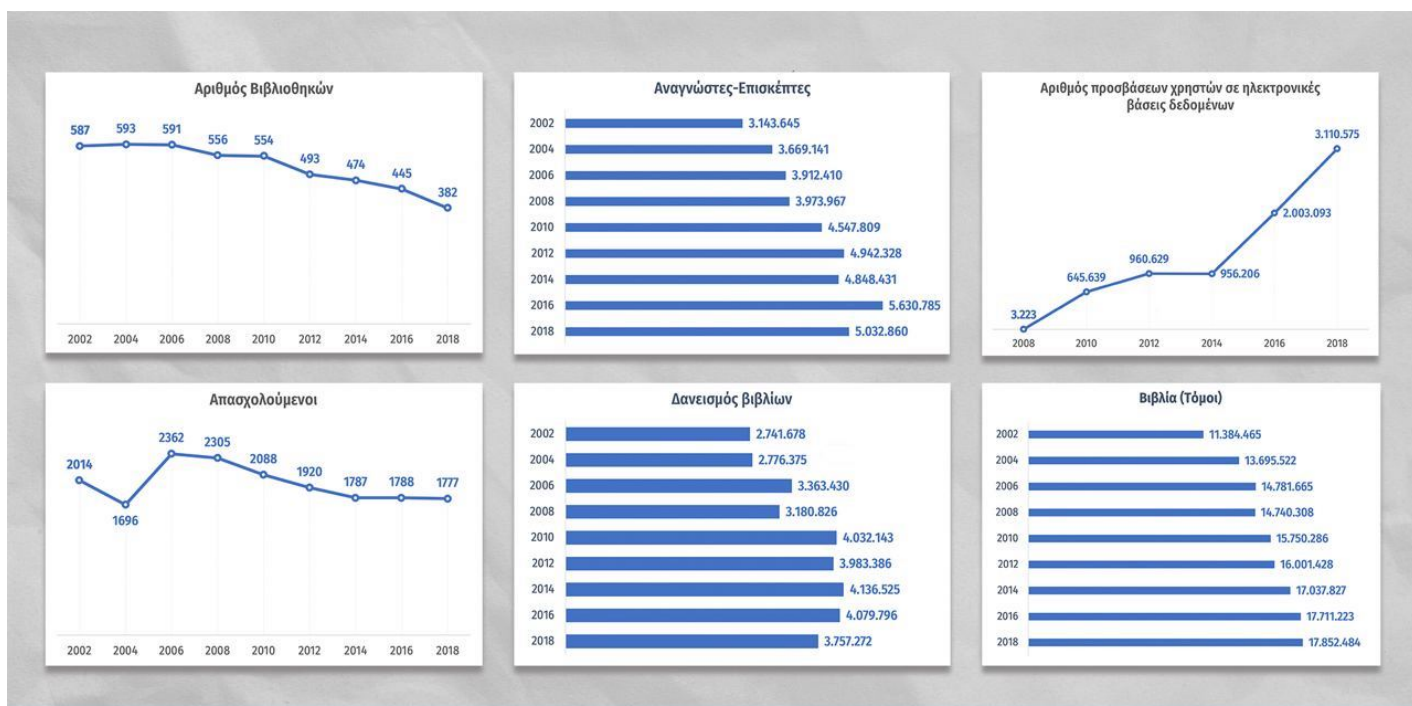 Αριθμός Βιβλιοθηκών
587 593 591 556 554 493 474 445 382
2002 2004 2006 2008 2010 2012 2014 2016 2018
Αναγνώστες-Επισκέπτες
2002 3.143.645
2004 3.669.141
2006 3.912.410
2008 3.973.967
2010 4.547.809
2012 4.942.328
2014 4.848.431
2016 5.630.785
2018 5.032.860
Αριθμός προσβάσεων χρηστών σε ηλεκτρονικές
βάσεις δεδομένων
3.223 645.639 960.629 956.206 2.003.093 3.110.575
2008 2010 2012 2014 2016 2018
Απασχολούμενοι
2014 1696 2362 2305 2088 1920 1787 1788 1777
2002 2004 2006 2008 2010 2012 2014 2016 2018
Δανεισμός βιβλίων
2002 2.741.678
2004 2.776.375
2006 3.363.430
2008 3.180.826
2010 4.032.143
2012 3.983.386
2014 4.136.525
2016 4.079.796
2018 3.757.272
Βιβλία (Τόμοι)
2002 11.384.465
2004 13.695.522
2006 14.781.665
2008 14.740.308
2010 15.750.286
2012 16.001.428
2014 17.037.827
2016 17.711.223
2018 17.852.484